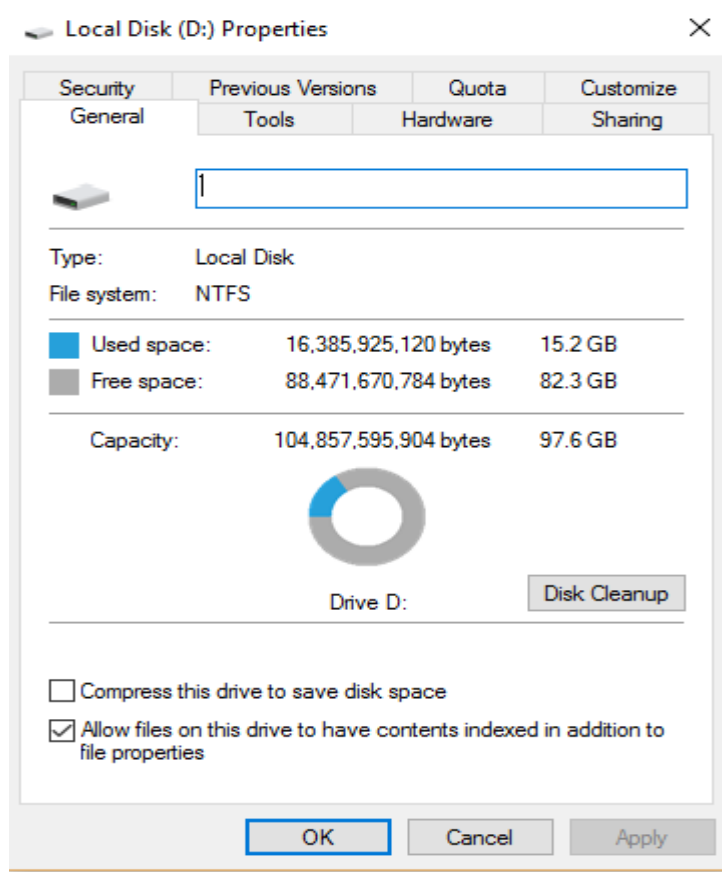 Local Disk (D:) Properties
Security Previous Versions Quota Customize
General Tools Hardware Sharing
1
Type: Local Disk
File system: NTFS
Used space: 16,385,925,120 bytes 15.2 GB
Free space: 88,471,670,784 bytes 82.3 GB
Capacity: 104,857,595,904 bytes 97.6 GB
Drive D:
Disk Cleanup
Compress this drive to save disk space
Allow files on this drive to have contents indexed in addition to
file properties
OK Cancel Apply